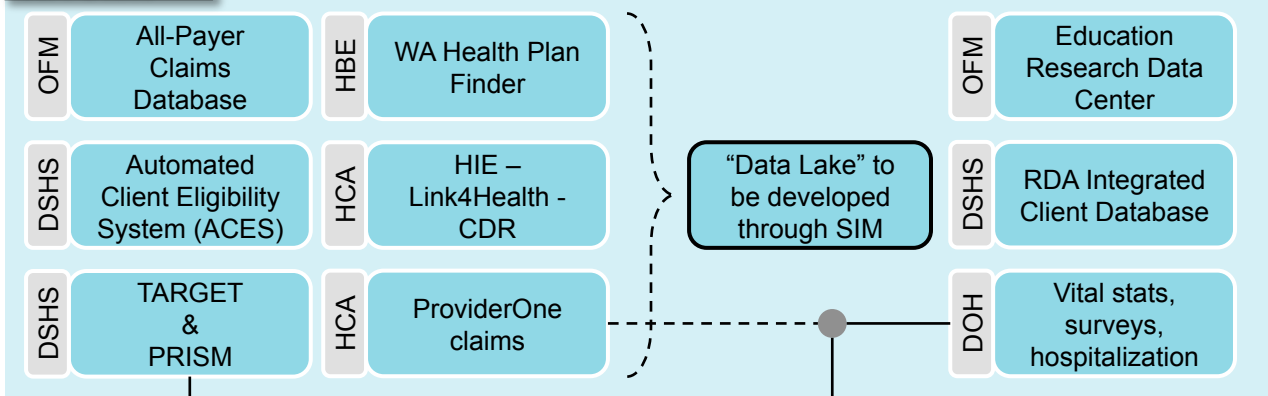 OFM
All-Payer
Claims
Database
HBE
WA Health Plan
Finder
OFM
Education
Research Data
Center
DSHS
Automated
Client Eligibility
System (ACES)
HCA
HIE –
Link4Health -
CDR
“Data Lake” to
be developed
through SIM
DSHS
RDA Integrated
Client Database
DSHS
TARGET
&
PRISM
HCA
ProviderOne
claims
DOH
Vital stats,
surveys,
hospitalization